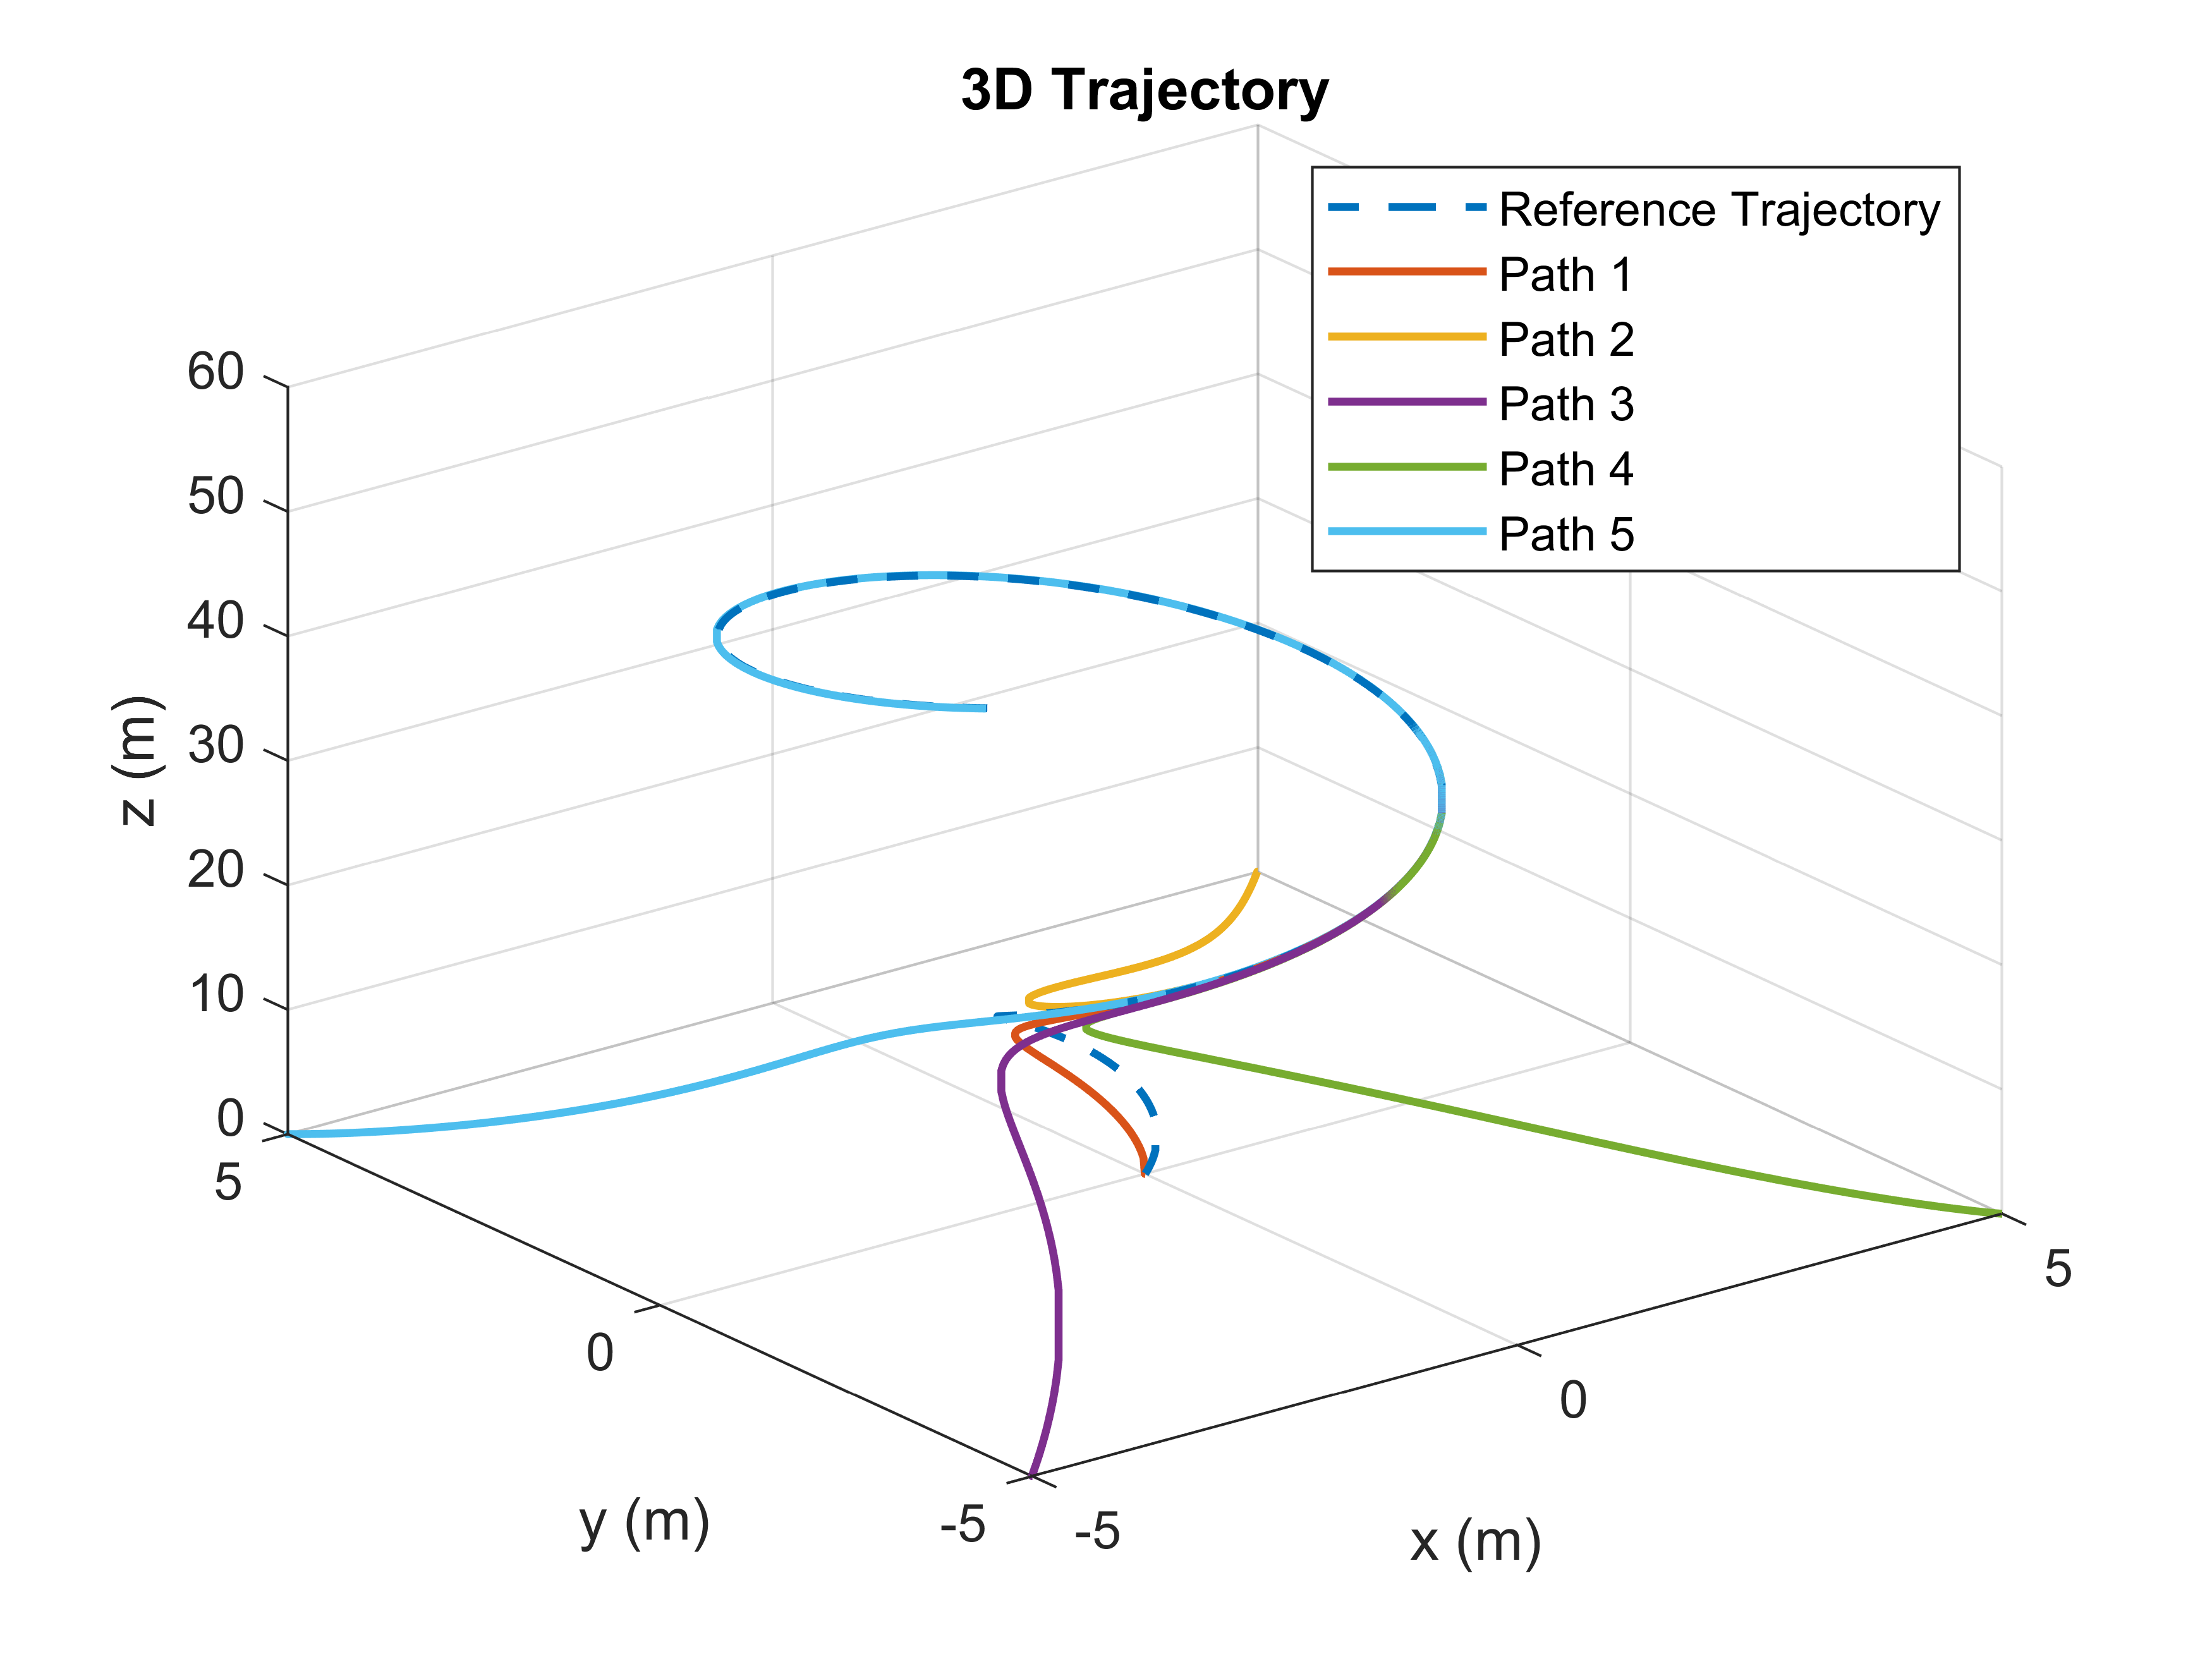 3D Trajectory
Reference Trajectory
Path 1
Path 2
Path 3
Path 4
Path 5
60
50
40
30
20
10
0
z (m)
5
0
-5
y (m)
-5
0
5
x (m)